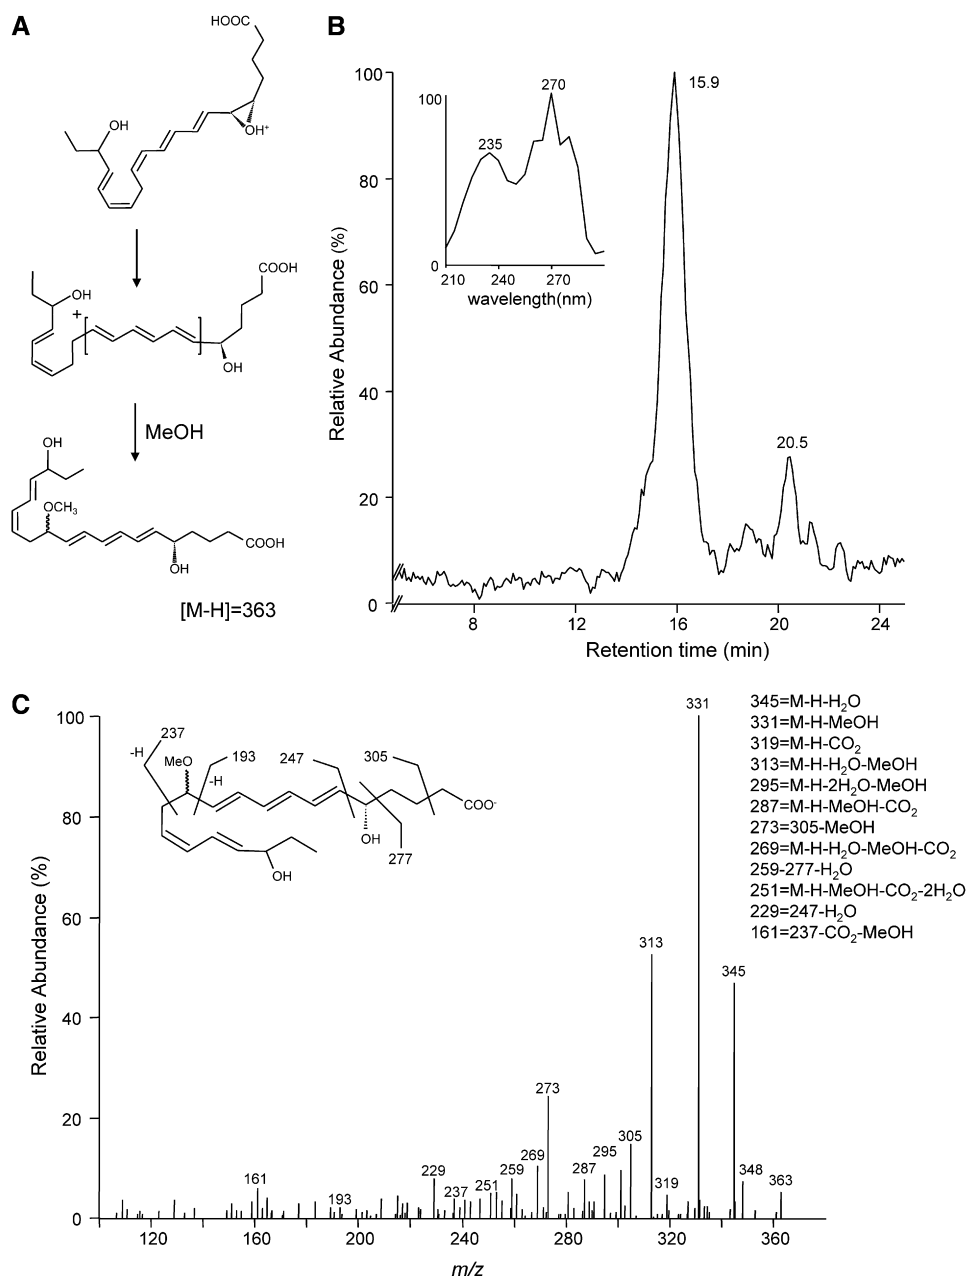 A
HOOC
OH
OH⁺
OH
COOH
+
OH
MeOH
OH
OCH₃
COOH
OH
[M-H]=363
B
100
80
60
40
20
0
Relative Abundance (%)
15.9
20.5
8 12 16 20 24
Retention time (min)
100
0
235
270
210 240 270
wavelength(nm)
C
100
80
60
40
20
0
Relative Abundance (%)
237
-H
MeO
193
-H
247
305
COO⁻
OH
277
OH
161
193
229
237
251
259
269
273
287
295
305
313
319
331
345
348
363
120 160 200 240 280 320 360
m/z
345=M-H-H₂O
331=M-H-MeOH
319=M-H-CO₂
313=M-H-H₂O-MeOH
295=M-H-2H₂O-MeOH
287=M-H-MeOH-CO₂
273=305-MeOH
269=M-H-H₂O-MeOH-CO₂
259-277-H₂O
251=M-H-MeOH-CO₂-2H₂O
229=247-H₂O
161=237-CO₂-MeOH